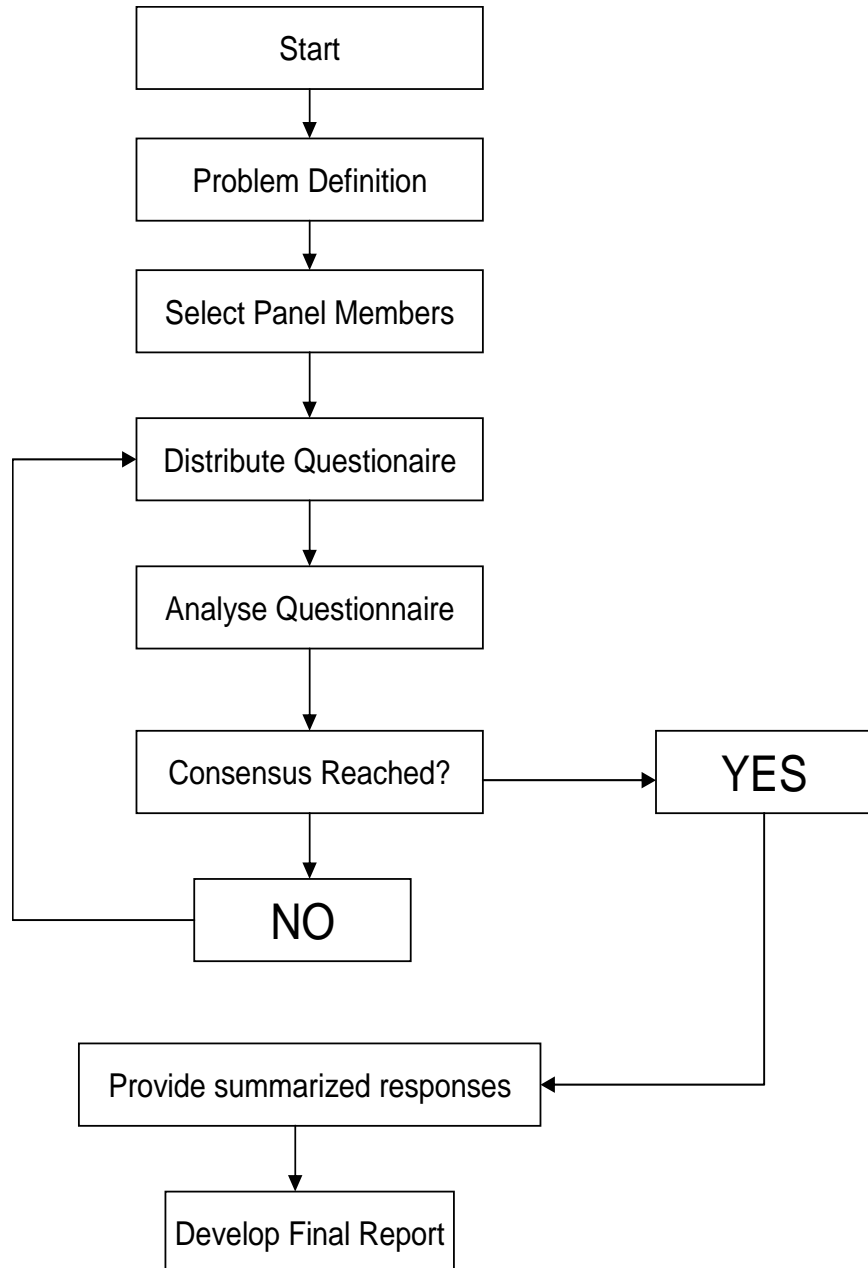 Start
Problem Definition
Select Panel Members
Distribute Questionaire
Analyse Questionnaire
Consensus Reached?
YES
NO
Provide summarized responses
Develop Final Report